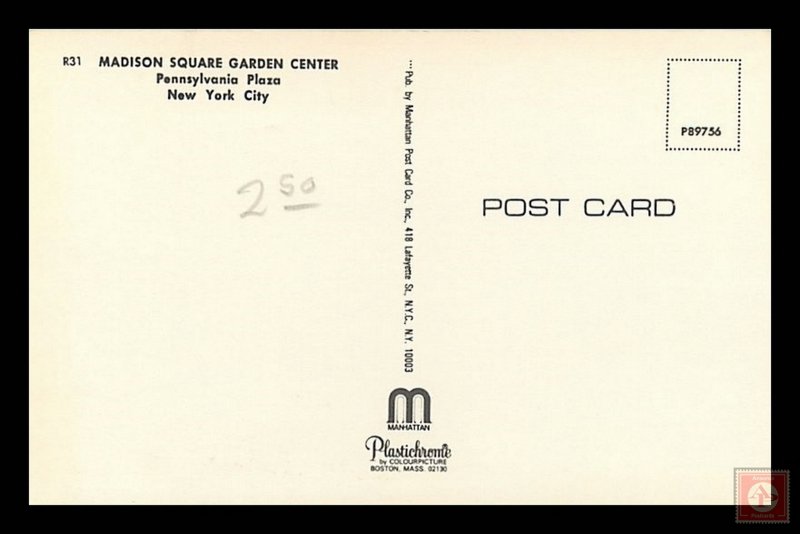 R31 MADISON SQUARE GARDEN CENTER
Pennsylvania Plaza
New York City
2 50
... Pub by Manhattan Post Card Co., Inc., 418 Lafayette St., N.Y.C., N.Y. 10003
P89756
POST CARD
MANHATTAN
Plastichrome
by COLOURPICTURE
BOSTON, MASS. 02130
Postcards